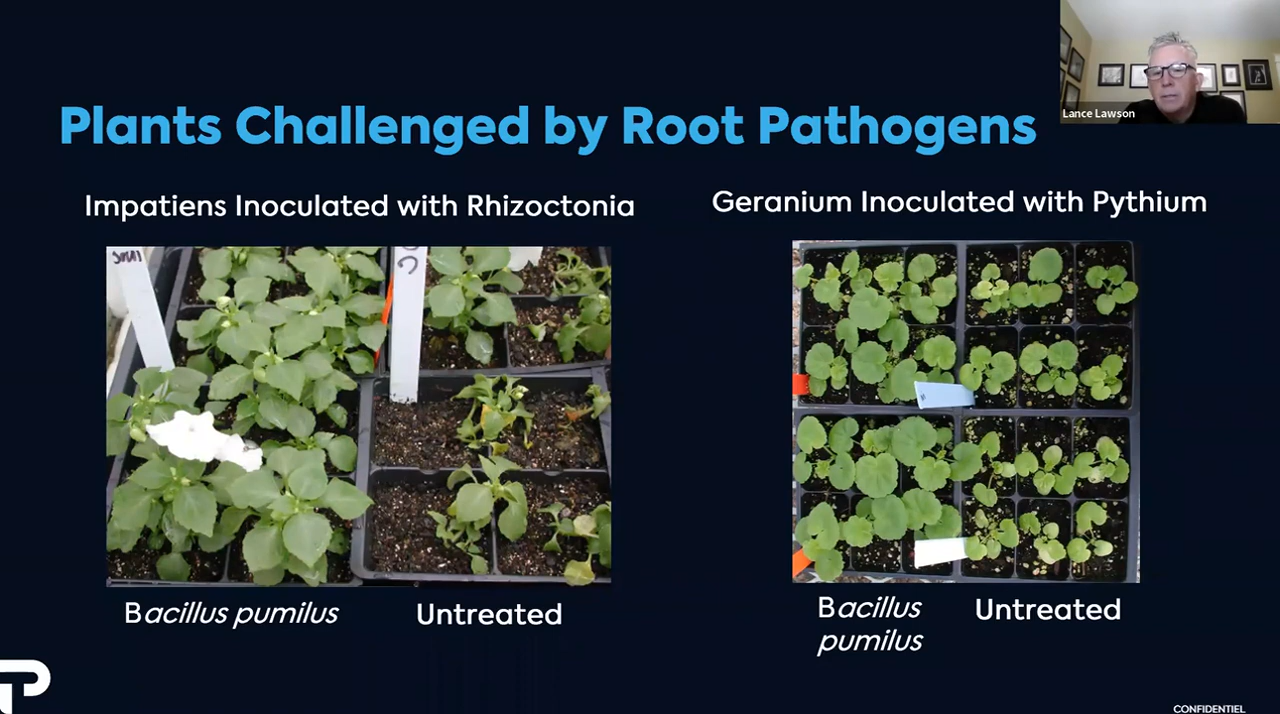 Lance Lawson
Plants Challenged by Root Pathogens
Impatiens Inoculated with Rhizoctonia
Geranium Inoculated with Pythium
Bacillus pumilus
Untreated
Bacillus
pumilus
Untreated
CONFIDENTIEL